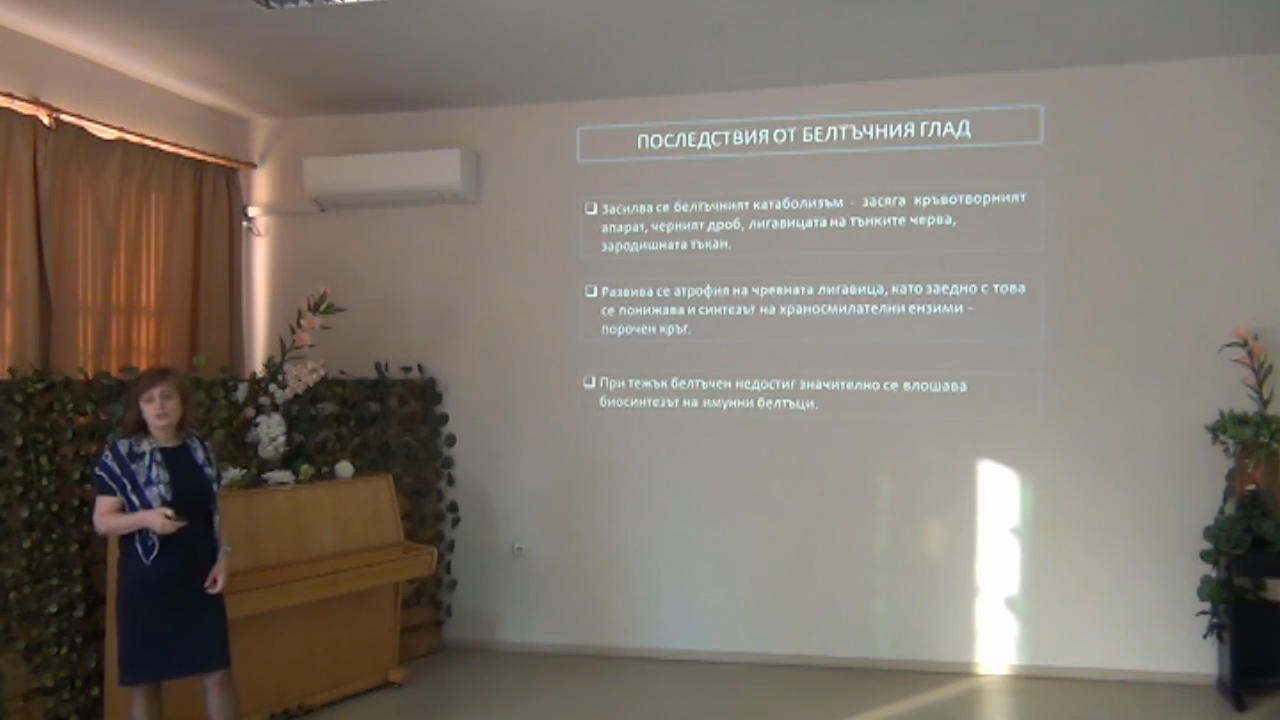 ПОСЛЕДСТВИЯ ОТ БЕЛТЪЧНИЯ ГЛАД
Засилва се белтъчният катаболизъм - засяга кръвотворният
апарат, черният дроб, лигавицата на тънките черва,
зародишната тъкан.
Развива се атрофия на чревната лигавица, като заедно с това
се понижава и синтезът на храносмилателни ензими -
порочен кръг.
При тежък белтъчен недостиг значително се влошава
биосинтезът на имунни белтъци.